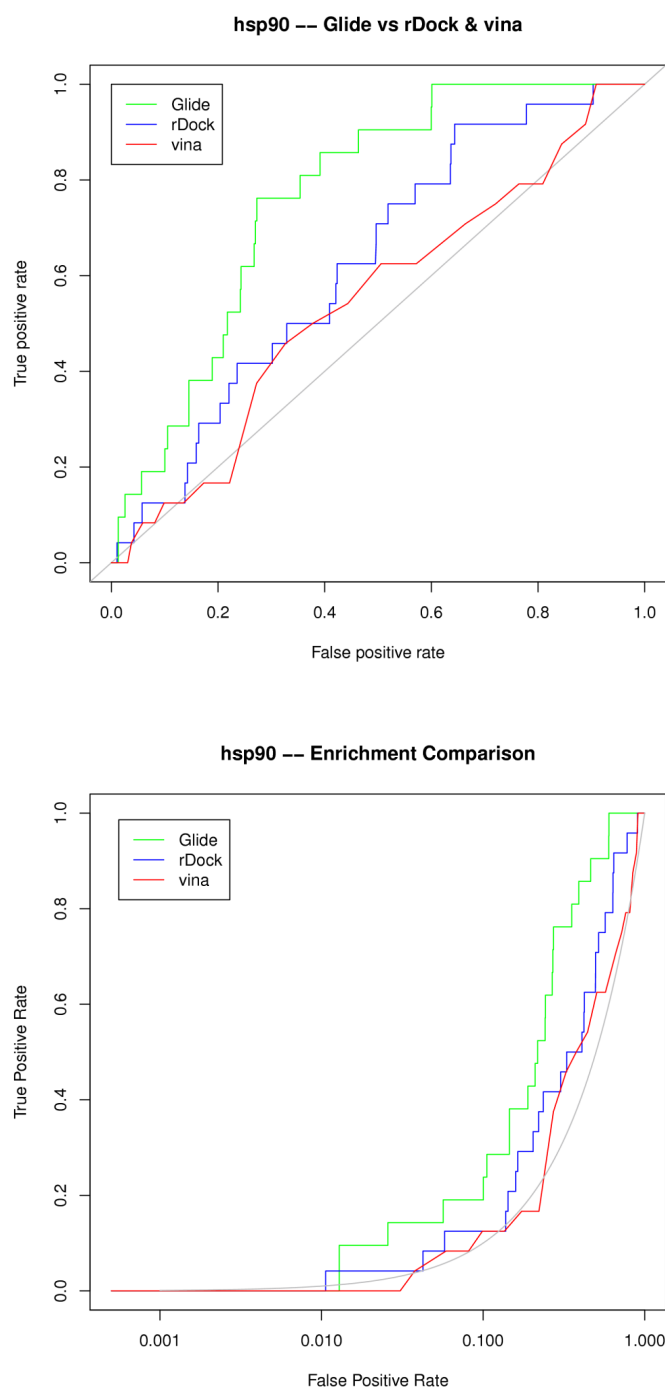 hsp90 −− Glide vs rDock & vina
Glide
rDock
vina
1.0
0.8
0.6
0.4
0.2
0.0
True positive rate
0.0 0.2 0.4 0.6 0.8 1.0
False positive rate
hsp90 −− Enrichment Comparison
Glide
rDock
vina
1.0
0.8
0.6
0.4
0.2
0.0
True Positive Rate
0.001 0.010 0.100 1.000
False Positive Rate